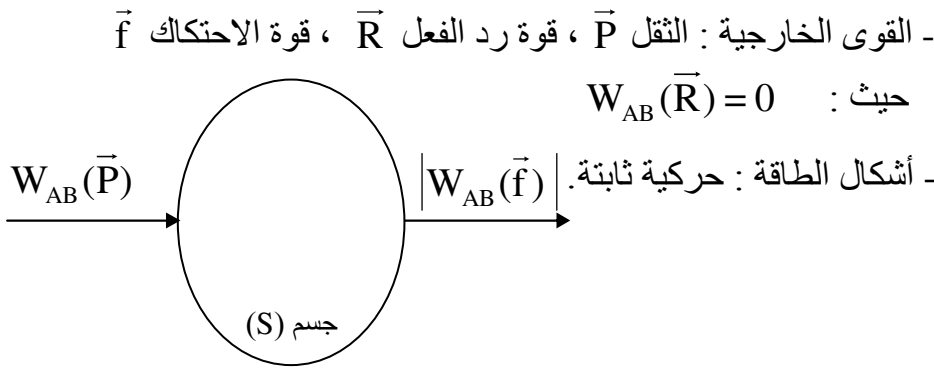 - القوى الخارجية : الثقل P⃗ ، قوة رد الفعل R⃗ ، قوة الاحتكاك f⃗
حيث : W_AB(R⃗) = 0
- أشكال الطاقة : حركية ثابتة.
W_AB(P⃗)
|W_AB(f⃗)|
جسم (S)